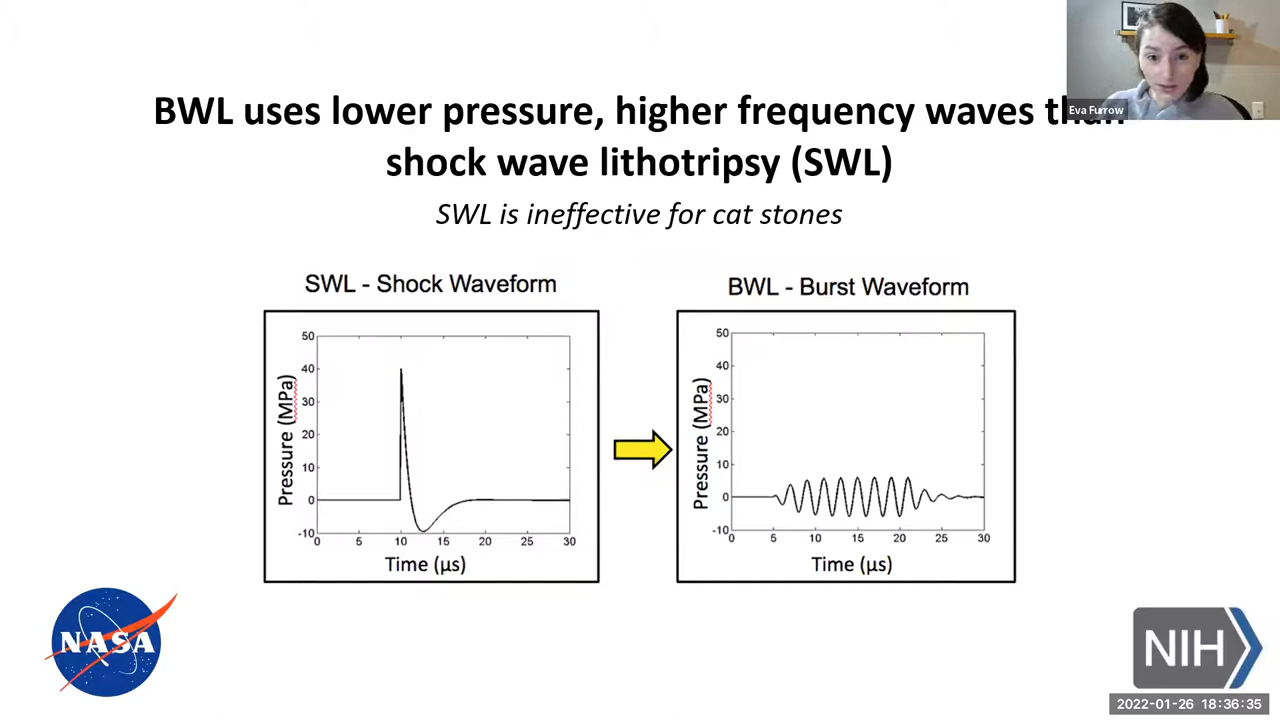 BWL uses lower pressure, higher frequency waves than
shock wave lithotripsy (SWL)
SWL is ineffective for cat stones
Eva Furrow
SWL - Shock Waveform
50
40
30
20
10
0
-10
0 5 10 15 20 25 30
Pressure (MPa)
Time (µs)
BWL - Burst Waveform
50
40
30
20
10
0
-10
0 5 10 15 20 25 30
Pressure (MPa)
Time (µs)
NASA
NIH
2022-01-26 18:36:35